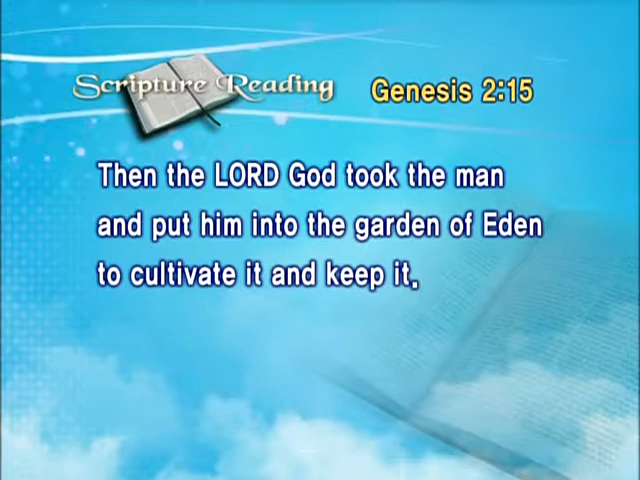 Scripture Reading Genesis 2:15
Then the LORD God took the man
and put him into the garden of Eden
to cultivate it and keep it.